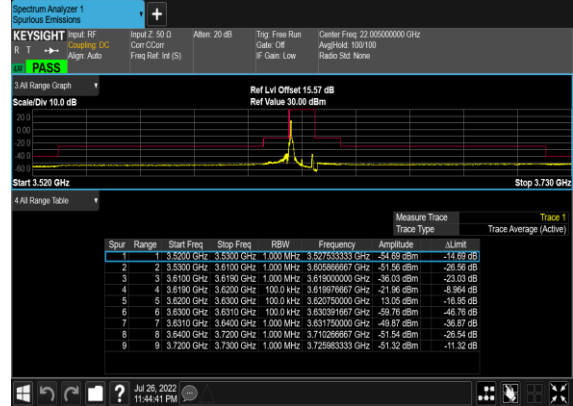 Spectrum Analyzer 1
Spurious Emissions
KEYSIGHT Input: RF Input Z: 50 Ω Atten: 20 dB Trig: Free Run Center Freq: 22.005000000 GHz
R T Coupling: DC Corr CCorr Gate: Off Avg|Hold: 100/100
Align: Auto Freq Ref: Int (S) IF Gain: Low Radio Std: None
PASS
3 All Range Graph Ref Lvl Offset 15.57 dB
Scale/Div 10.0 dB Ref Value 30.00 dBm
20.0
0.00
-20.0
-40.0
-60.0
Start 3.520 GHz Stop 3.730 GHz
4 All Range Table
Measure Trace Trace 1
Trace Type Trace Average (Active)
Spur Range Start Freq Stop Freq RBW Frequency Amplitude ΔLimit
1 1 3.5200 GHz 3.5300 GHz 1.000 MHz 3.527533333 GHz -54.69 dBm -14.69 dB
2 2 3.5300 GHz 3.6100 GHz 1.000 MHz 3.605866667 GHz -51.56 dBm -26.56 dB
3 3 3.6100 GHz 3.6190 GHz 1.000 MHz 3.619000000 GHz -36.03 dBm -23.03 dB
4 4 3.6190 GHz 3.6200 GHz 100.0 kHz 3.619976667 GHz -21.96 dBm -8.964 dB
5 5 3.6200 GHz 3.6300 GHz 100.0 kHz 3.620750000 GHz 13.05 dBm -16.95 dB
6 6 3.6300 GHz 3.6310 GHz 100.0 kHz 3.630391667 GHz -59.76 dBm -46.76 dB
7 7 3.6310 GHz 3.6400 GHz 1.000 MHz 3.631750000 GHz -49.87 dBm -36.87 dB
8 8 3.6400 GHz 3.7200 GHz 1.000 MHz 3.710266667 GHz -51.54 dBm -26.54 dB
9 9 3.7200 GHz 3.7300 GHz 1.000 MHz 3.725983333 GHz -51.32 dBm -11.32 dB
? Jul 26, 2022
11:44:41 PM